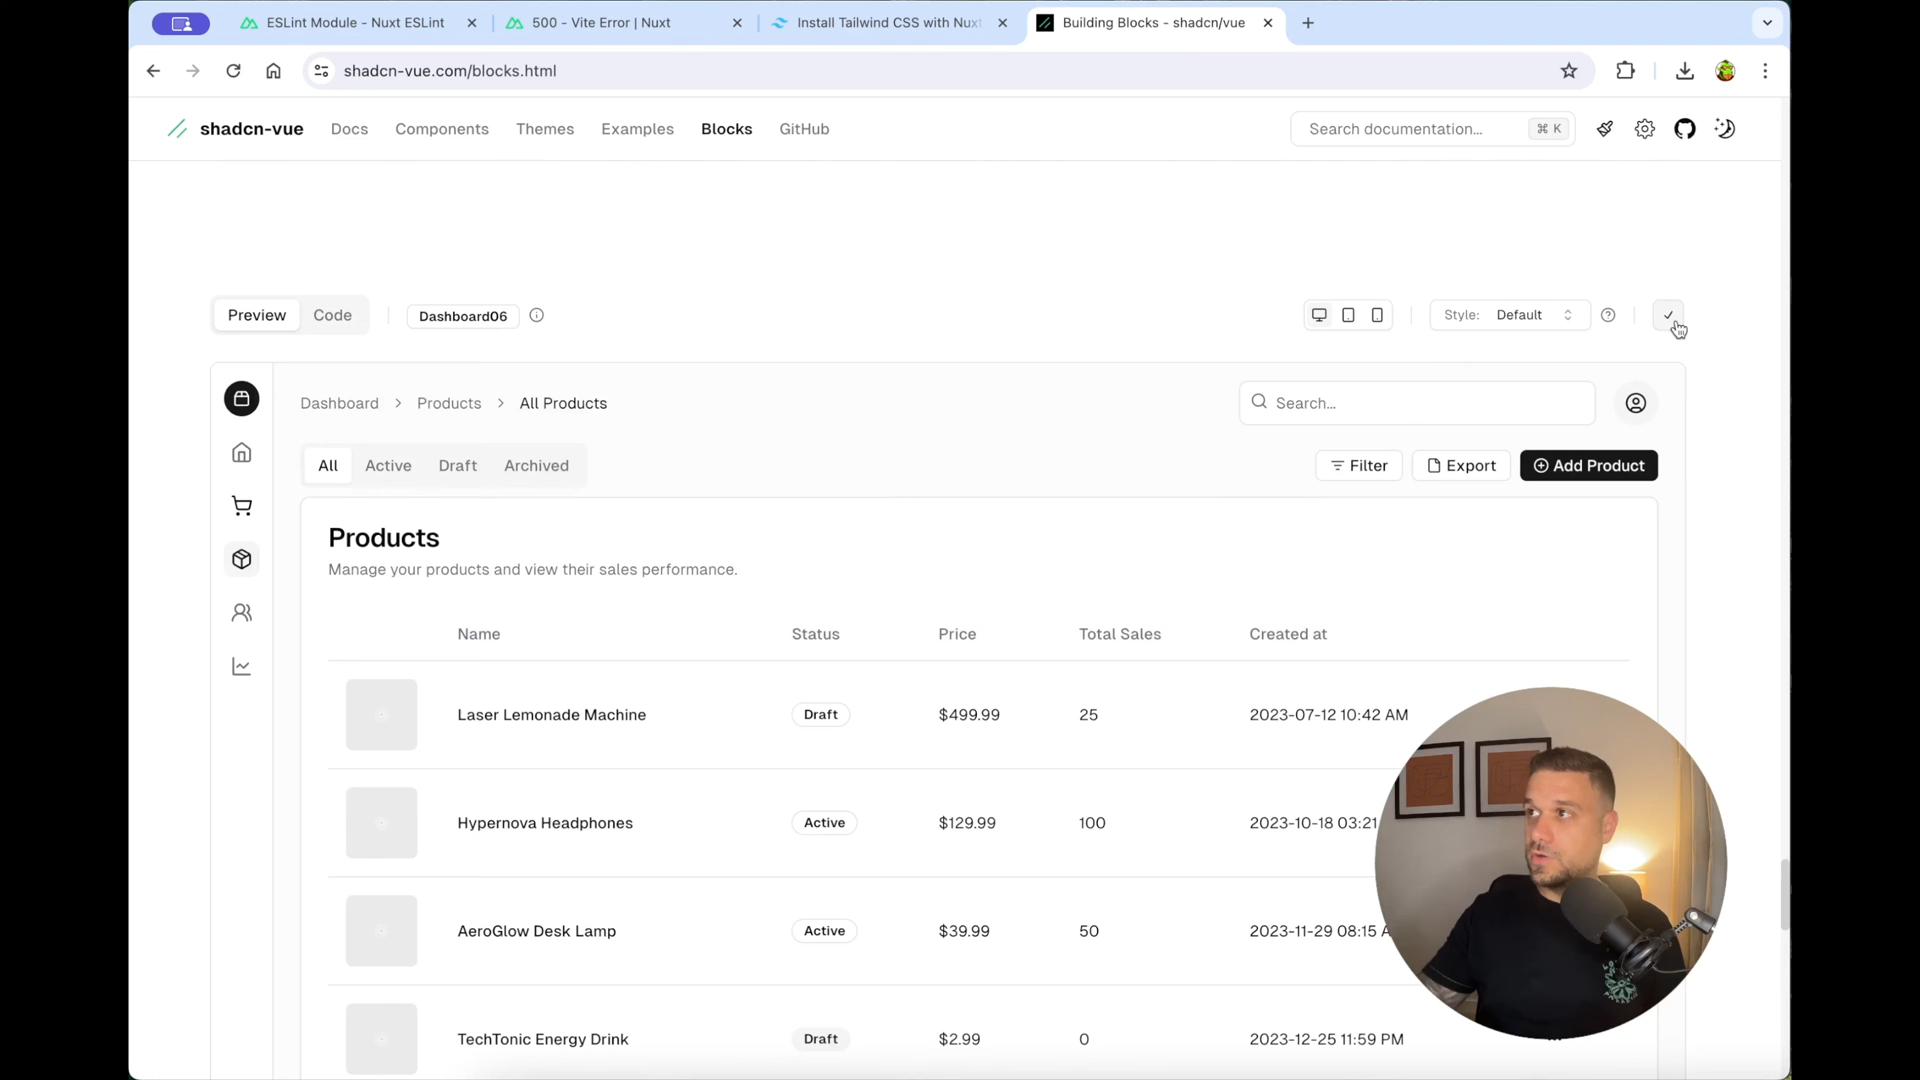 ESLint Module - Nuxt ESLint
500 - Vite Error | Nuxt
Install Tailwind CSS with Nuxt
Building Blocks - shadcn/vue
shadcn-vue.com/blocks.html
shadcn-vue Docs Components Themes Examples Blocks GitHub Search documentation... ⌘ K
Preview Code Dashboard06 Style: Default
Dashboard > Products > All Products Search...
All Active Draft Archived Filter Export Add Product
Products
Manage your products and view their sales performance.
Name Status Price Total Sales Created at
Laser Lemonade Machine Draft $499.99 25 2023-07-12 10:42 AM
Hypernova Headphones Active $129.99 100 2023-10-18 03:21
AeroGlow Desk Lamp Active $39.99 50 2023-11-29 08:15 A
TechTonic Energy Drink Draft $2.99 0 2023-12-25 11:59 PM